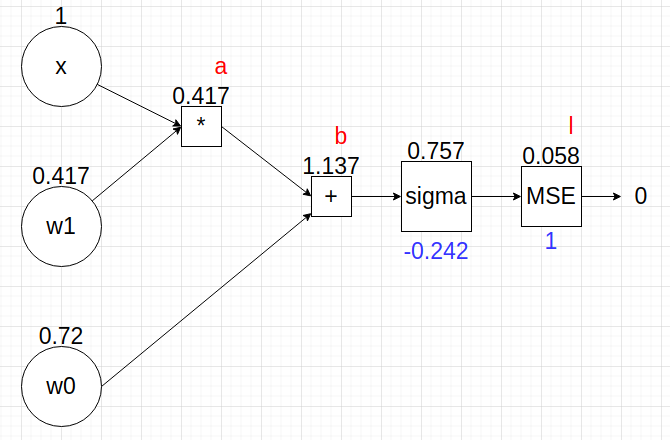 1
x
a
0.417
*
b
l
0.417
1.137
0.757
0.058
w1
+
sigma
MSE
0
-0.242
1
0.72
w0